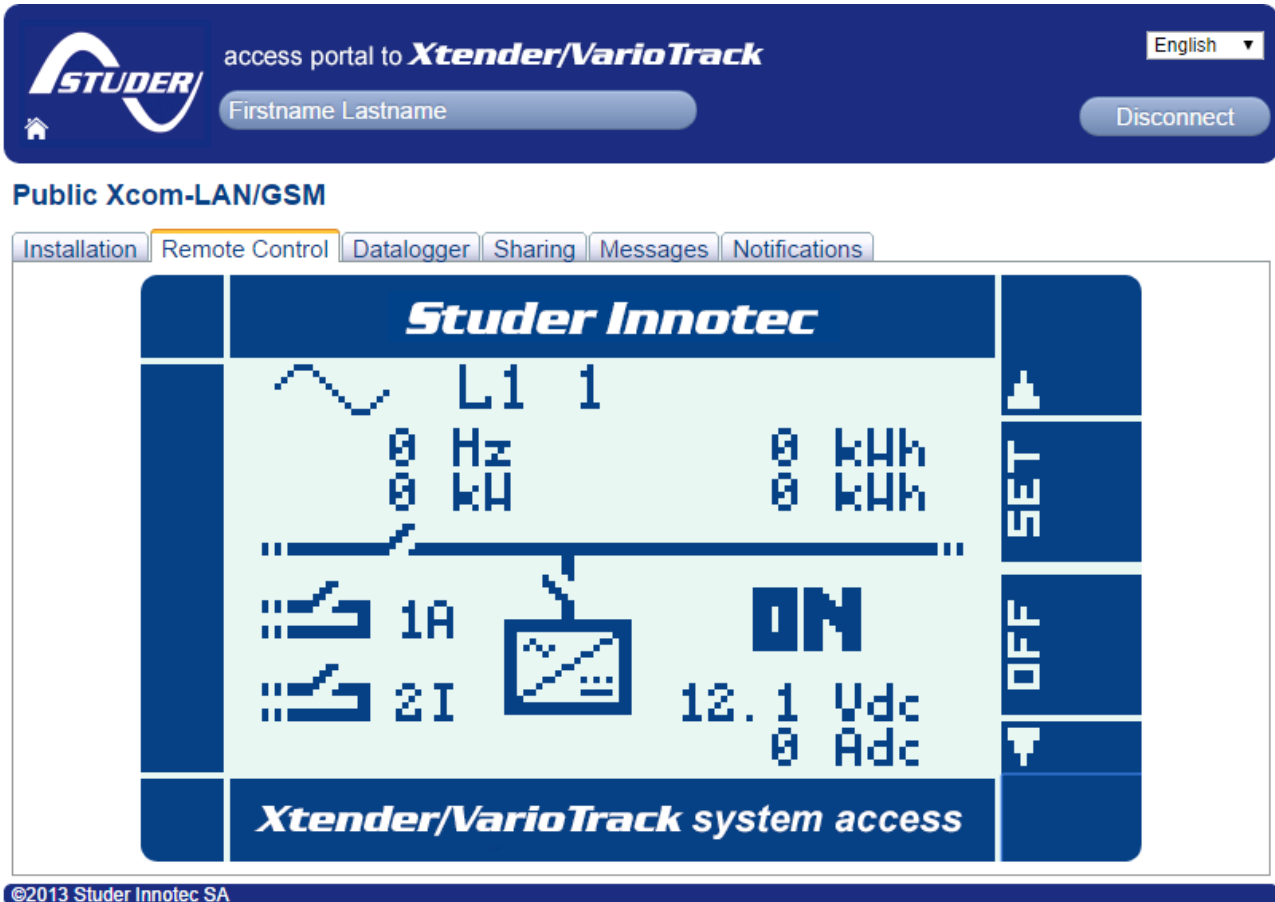 STUDER
access portal to Xtender/VarioTrack
English
Firstname Lastname
Disconnect
Public Xcom-LAN/GSM
Installation Remote Control Datalogger Sharing Messages Notifications
Studer Innotec
L1 1
0 Hz 0 kWh
0 kW 0 kWh
SET
1A ON
OFF
2I 12.1 Vdc
0 Adc
Xtender/VarioTrack system access
©2013 Studer Innotec SA